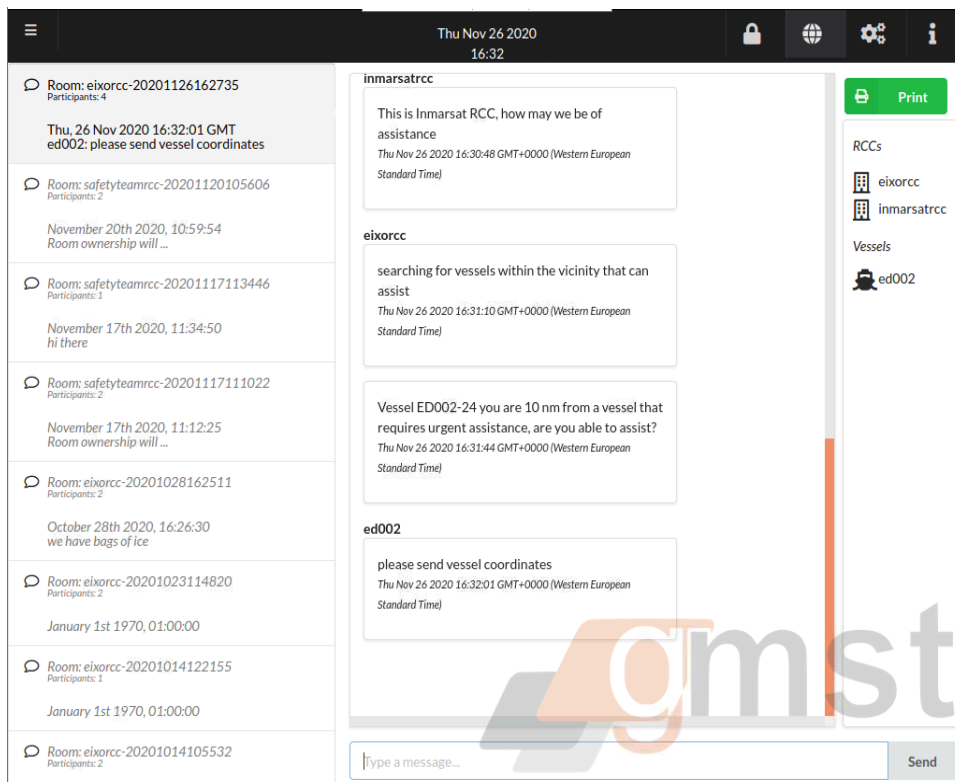 Thu Nov 26 2020
16:32
Room: eixorcc-20201126162735
Participants: 4
Thu, 26 Nov 2020 16:32:01 GMT
ed002: please send vessel coordinates
Room: safetyteamrcc-20201120105606
Participants: 2
November 20th 2020, 10:59:54
Room ownership will ...
Room: safetyteamrcc-20201117113446
Participants: 1
November 17th 2020, 11:34:50
hi there
Room: safetyteamrcc-20201117111022
Participants: 2
November 17th 2020, 11:12:25
Room ownership will ...
Room: eixorcc-20201028162511
Participants: 2
October 28th 2020, 16:26:30
we have bags of ice
Room: eixorcc-20201023114820
Participants: 2
January 1st 1970, 01:00:00
Room: eixorcc-20201014122155
Participants: 1
January 1st 1970, 01:00:00
Room: eixorcc-20201014105532
Participants: 2
inmarsatrcc
This is Inmarsat RCC, how may we be of
assistance
Thu Nov 26 2020 16:30:48 GMT+0000 (Western European
Standard Time)
eixorcc
searching for vessels within the vicinity that can
assist
Thu Nov 26 2020 16:31:10 GMT+0000 (Western European
Standard Time)
Vessel ED002-24 you are 10 nm from a vessel that
requires urgent assistance, are you able to assist?
Thu Nov 26 2020 16:31:44 GMT+0000 (Western European
Standard Time)
ed002
please send vessel coordinates
Thu Nov 26 2020 16:32:01 GMT+0000 (Western European
Standard Time)
Type a message...
Send
Print
RCCs
eixorcc
inmarsatrcc
Vessels
ed002
gmst